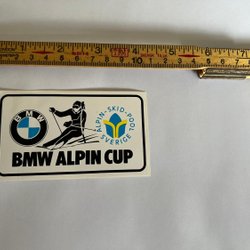 BMW
ALPIN-SKID-POOL
SVERIGE
BMW ALPIN CUP